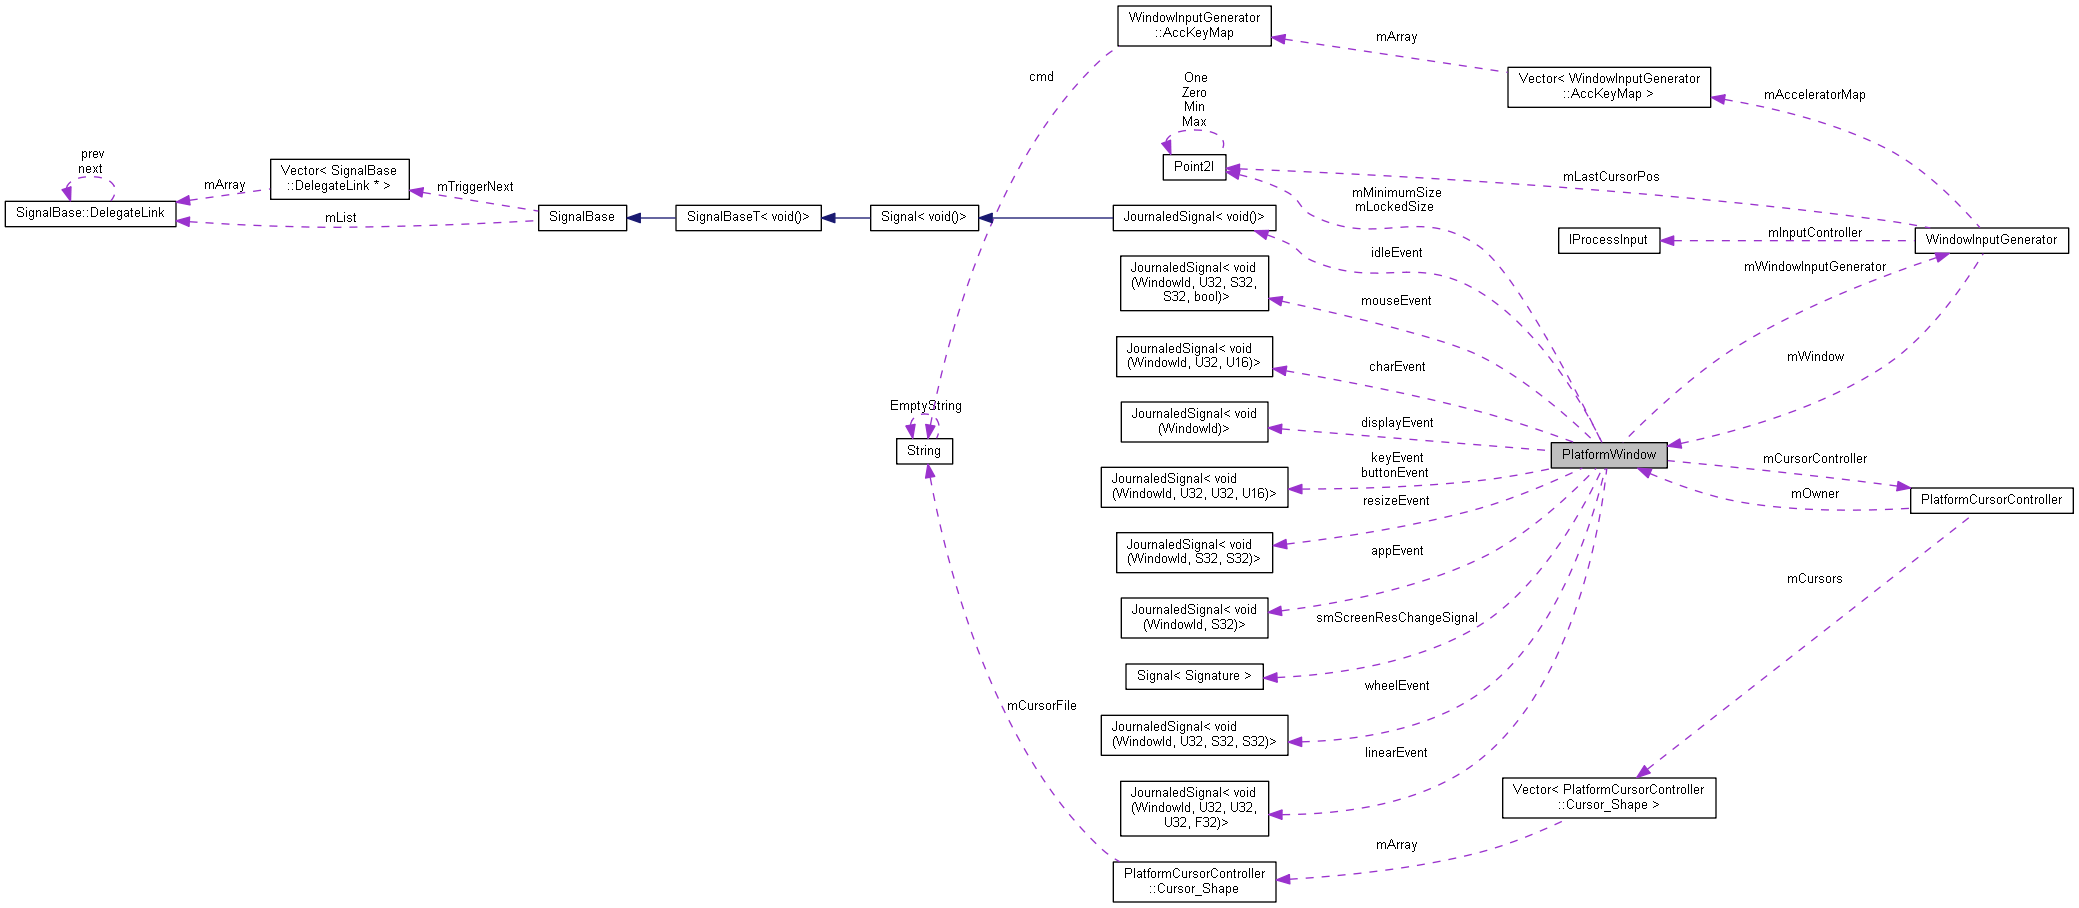 WindowInputGenerator
::AccKeyMap
mArray
cmd
Vector< WindowInputGenerator
::AccKeyMap >
mAcceleratorMap
One
Zero
Min
Max
prev
next
Vector< SignalBase
::DelegateLink * >
mArray
mTriggerNext
Point2I
mLastCursorPos
mMinimumSize
mLockedSize
SignalBase::DelegateLink
mList
SignalBase
SignalBaseT< void()>
Signal< void()>
JournaledSignal< void()>
IProcessInput
mInputController
WindowInputGenerator
idleEvent
mWindowInputGenerator
JournaledSignal< void
(WindowId, U32, S32,
S32, bool)>
mouseEvent
JournaledSignal< void
(WindowId, U32, U16)>
charEvent
mWindow
EmptyString
String
JournaledSignal< void
(WindowId)>
displayEvent
PlatformWindow
mCursorController
keyEvent
buttonEvent
JournaledSignal< void
(WindowId, U32, U32, U16)>
mOwner
PlatformCursorController
resizeEvent
JournaledSignal< void
(WindowId, S32, S32)>
appEvent
mCursors
JournaledSignal< void
(WindowId, S32)>
smScreenResChangeSignal
Signal< Signature >
wheelEvent
mCursorFile
JournaledSignal< void
(WindowId, U32, S32, S32)>
linearEvent
JournaledSignal< void
(WindowId, U32, U32,
U32, F32)>
Vector< PlatformCursorController
::Cursor_Shape >
mArray
PlatformCursorController
::Cursor_Shape